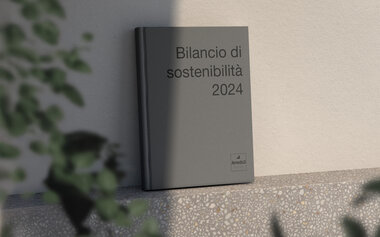 Bilancio di
sostenibilità
2024